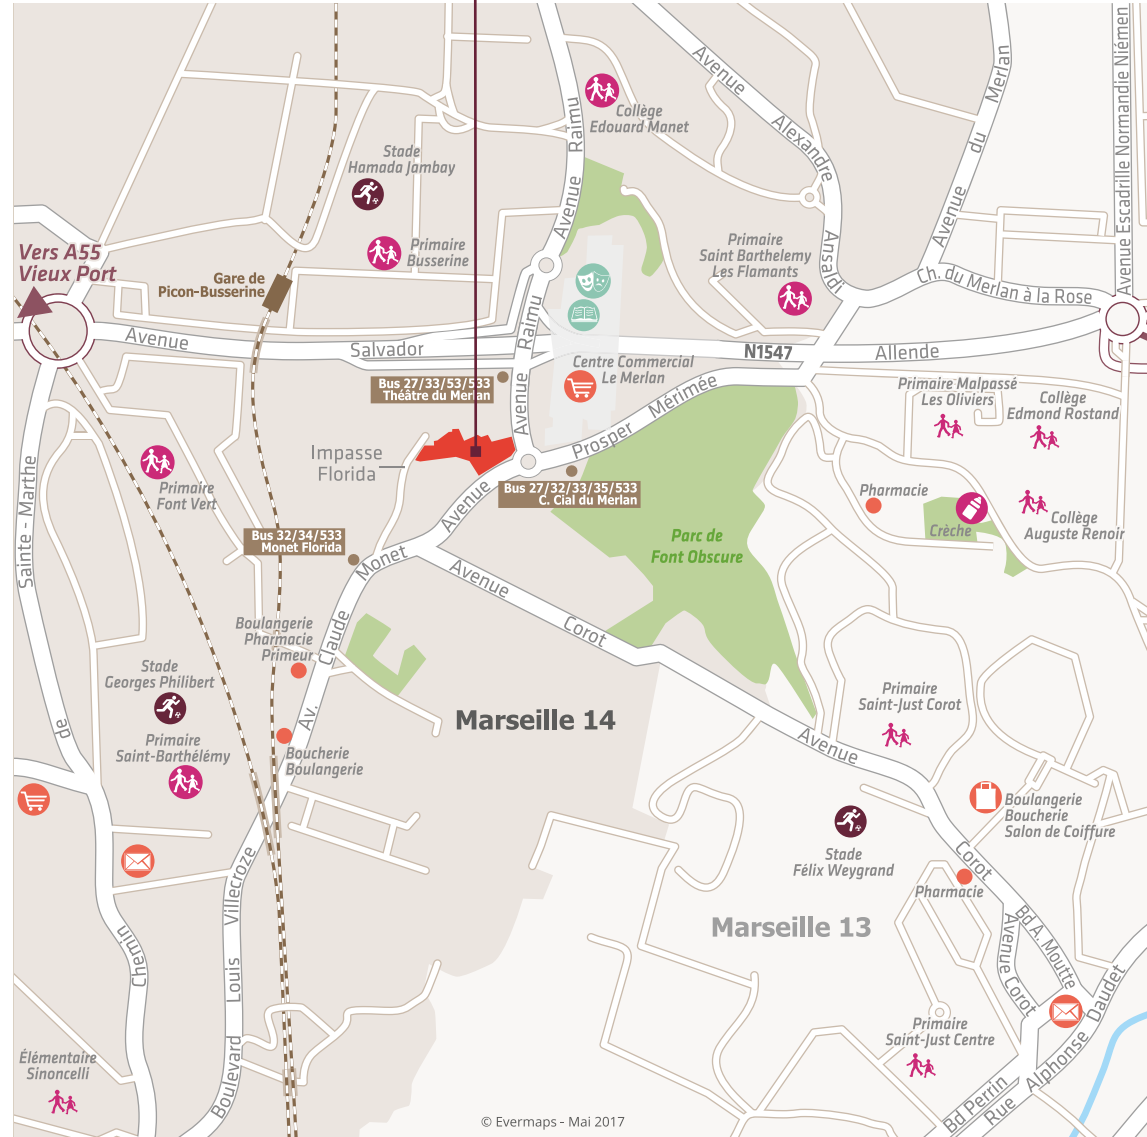 Avenue
Raimu
Collège
Edouard Manet
Avenue
Alexandre
Ansaldi
Avenue
du
Merlan
Avenue Escadrille Normandie Niémen
Stade
Hamada Jambay
Primaire
Busserine
Avenue
Raimu
Primaire
Saint Barthelemy
Les Flamants
Ch. du Merlan à la Rose
Vers A55
Vieux Port
Gare de
Picon-Busserine
Avenue
Salvador
N1547
Allende
Centre Commercial
Le Merlan
Bus 27/33/53/533
Théâtre du Merlan
Prosper
Mérimée
Avenue
Primaire Malpassé
Les Oliviers
Collège
Edmond Rostand
Impasse
Florida
Primaire
Font Vert
Bus 27/32/33/35/533
C. Cial du Merlan
Pharmacie
Crèche
Collège
Auguste Renoir
Bus 32/34/533
Monet Florida
Parc de
Font Obscure
Sainte - Marthe
de
Chemin
Av.
Claude
Monet
Avenue
Corot
Boulangerie
Pharmacie
Primeur
Stade
Georges Philibert
Primaire
Saint-Barthélémy
Boucherie
Boulangerie
Marseille 14
Primaire
Saint-Just Corot
Avenue
Corot
Boulangerie
Boucherie
Salon de Coiffure
Stade
Félix Weygrand
Pharmacie
Marseille 13
Bd A. Moutte
Avenue Corot
Boulevard
Louis
Villecroze
Primaire
Saint-Just Centre
Élémentaire
Sinoncelli
Bd Perrin
Rue
Alphonse
Daudet
© Evermaps - Mai 2017